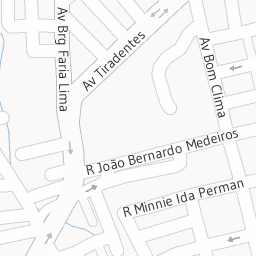 Av Brg Faria Lima
Av Tiradentes
Av Bom Clima
R João Bernardo Medeiros
R Minnie Ida Perman